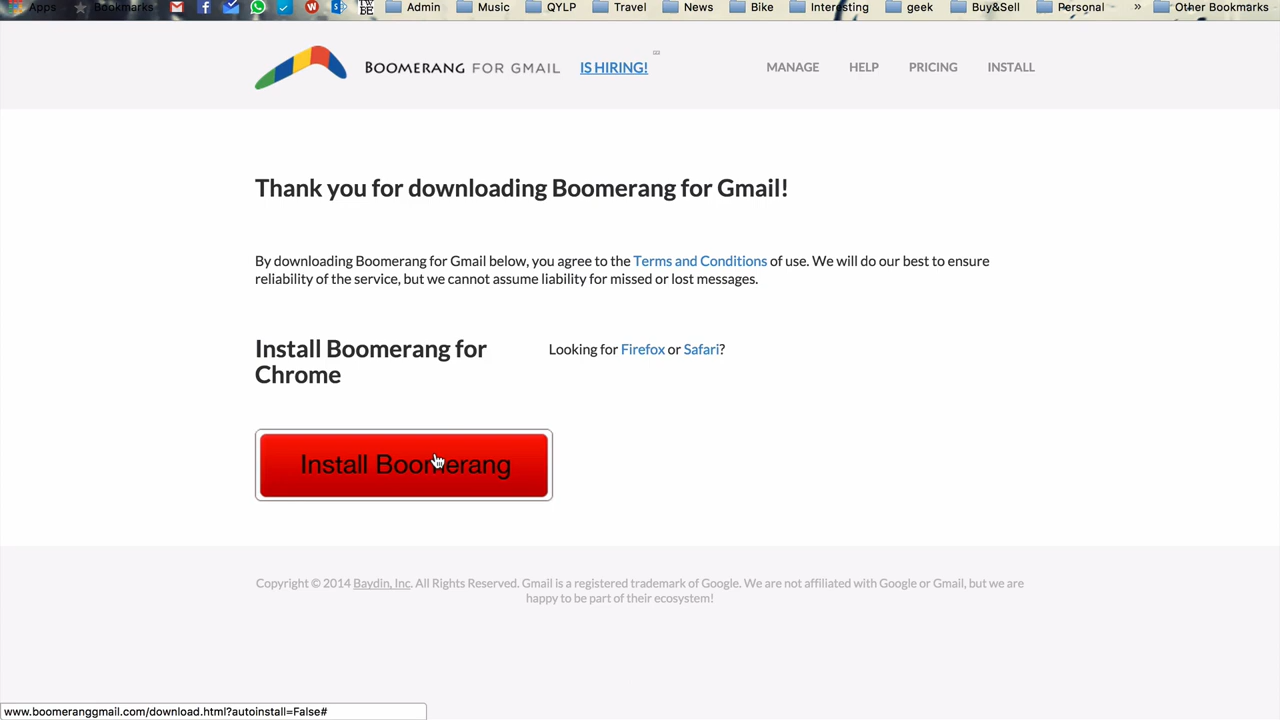 Apps Bookmarks Admin Music QYLP Travel News Bike Interesting geek Buy&Sell Personal » Other Bookmarks
BOOMERANG FOR GMAIL IS HIRING! MANAGE HELP PRICING INSTALL
Thank you for downloading Boomerang for Gmail!
By downloading Boomerang for Gmail below, you agree to the Terms and Conditions of use. We will do our best to ensure
reliability of the service, but we cannot assume liability for missed or lost messages.
Install Boomerang for
Chrome
Looking for Firefox or Safari?
Install Boomerang
Copyright © 2014 Baydin, Inc. All Rights Reserved. Gmail is a registered trademark of Google. We are not affiliated with Google or Gmail, but we are
happy to be part of their ecosystem!
www.boomeranggmail.com/download.html?autoinstall=False#